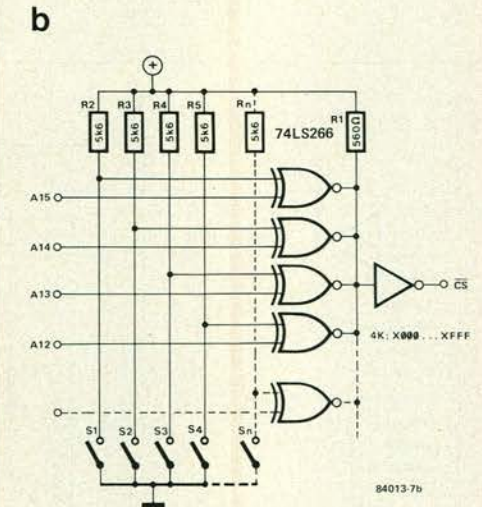 b
+
R2 R3 R4 R5 Rn R1
5k6 5k6 5k6 5k6 5k6 560Ω
74LS266
A15
A14
A13
CS
A12
4K: X000 ... XFFF
S1 S2 S3 S4 Sn
84013-7b